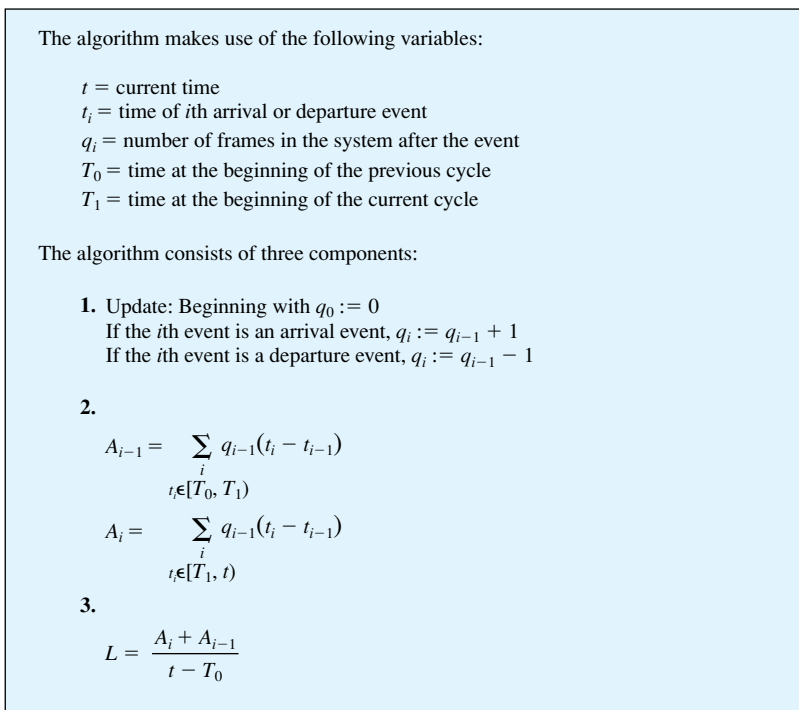 The algorithm makes use of the following variables:
t = current time
tᵢ = time of ith arrival or departure event
qᵢ = number of frames in the system after the event
T₀ = time at the beginning of the previous cycle
T₁ = time at the beginning of the current cycle
The algorithm consists of three components:
1. Update: Beginning with q₀ := 0
If the ith event is an arrival event, qᵢ := qᵢ₋₁ + 1
If the ith event is a departure event, qᵢ := qᵢ₋₁ − 1
2.
Aᵢ₋₁ = ∑ qᵢ₋₁(tᵢ − tᵢ₋₁)
i
tᵢϵ[T₀, T₁)
Aᵢ = ∑ qᵢ₋₁(tᵢ − tᵢ₋₁)
i
tᵢϵ[T₁, t)
3.
L = (Aᵢ + Aᵢ₋₁) / (t − T₀)